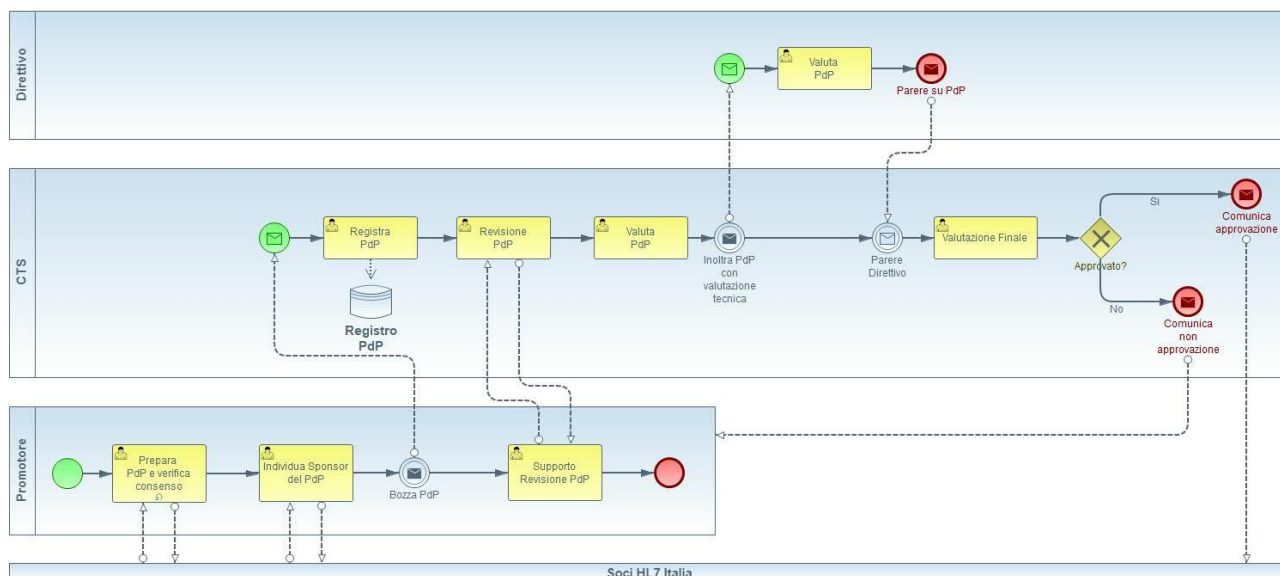 Direttivo
Valuta
PdP
Parere su PdP
CTS
Registra
PdP
Revisione
PdP
Valuta
PdP
Inoltra PdP
con
valutazione
tecnica
Parere
Direttivo
Valutazione Finale
Approvato?
Si
Comunica
approvazione
No
Comunica
non
approvazione
Registro
PdP
Promotore
Prepara
PdP e verifica
consenso
Individua Sponsor
del PdP
Bozza PdP
Supporto
Revisione PdP
Soci HL7 Italia